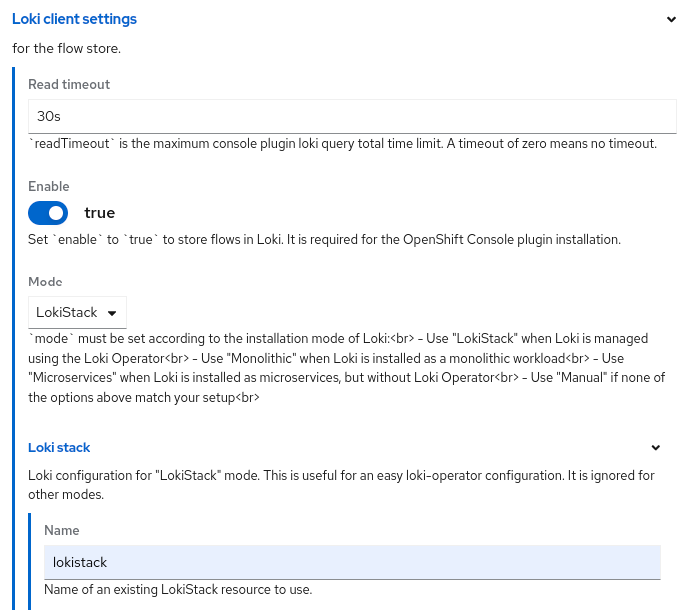 Loki client settings
for the flow store.
Read timeout
30s
`readTimeout` is the maximum console plugin loki query total time limit. A timeout of zero means no timeout.
Enable
true
Set `enable` to `true` to store flows in Loki. It is required for the OpenShift Console plugin installation.
Mode
LokiStack
`mode` must be set according to the installation mode of Loki:<br> - Use "LokiStack" when Loki is managed
using the Loki Operator<br> - Use "Monolithic" when Loki is installed as a monolithic workload<br> - Use
"Microservices" when Loki is installed as microservices, but without Loki Operator<br> - Use "Manual" if none of
the options above match your setup<br>
Loki stack
Loki configuration for "LokiStack" mode. This is useful for an easy loki-operator configuration. It is ignored for
other modes.
Name
lokistack
Name of an existing LokiStack resource to use.